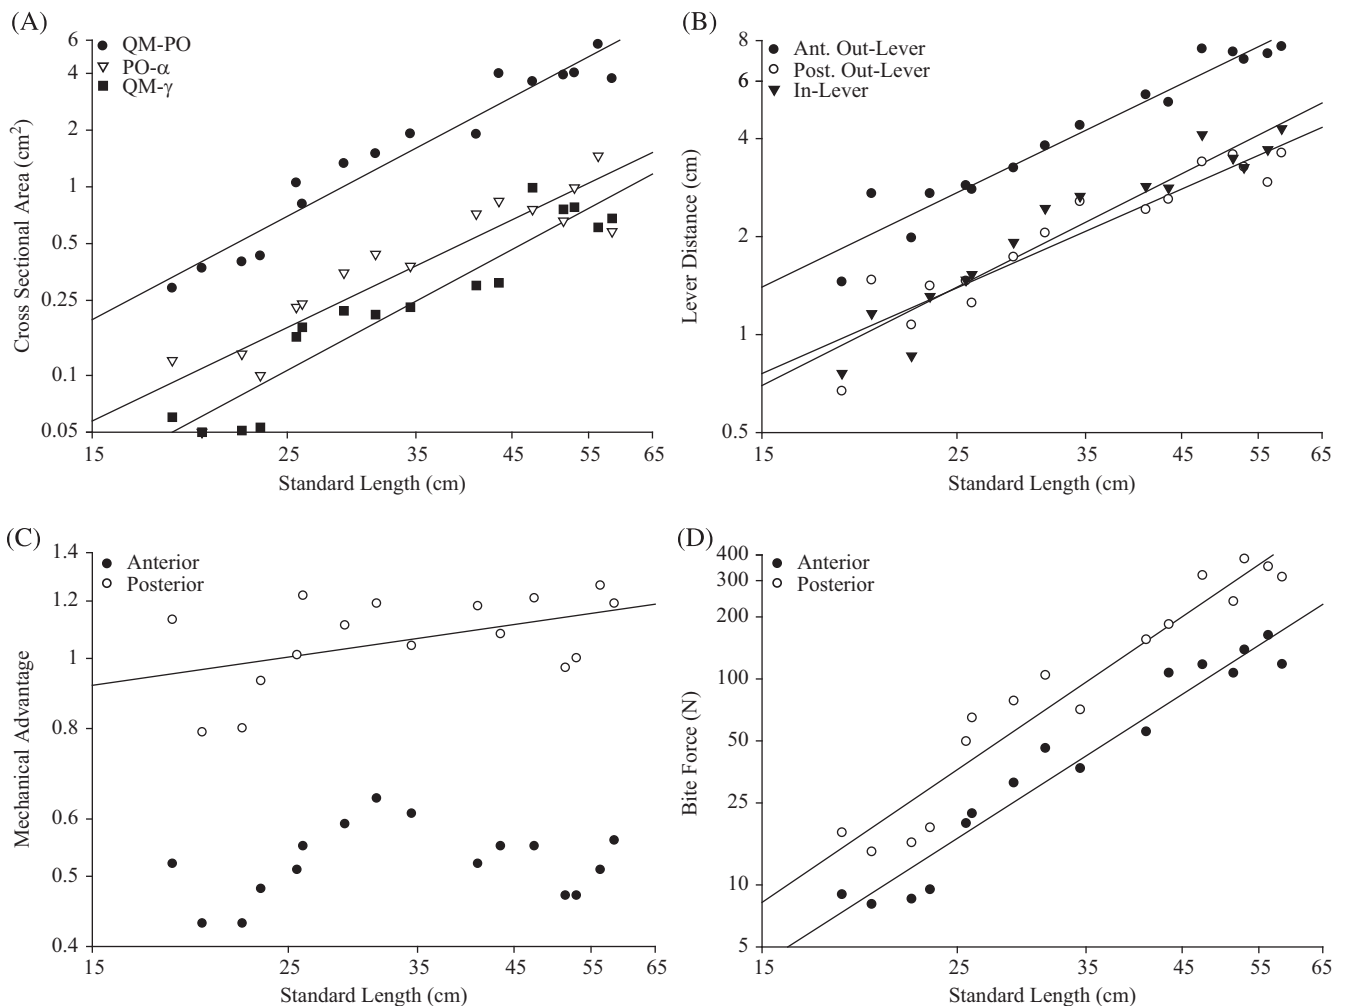 (A)
QM-PO
PO-α
QM-γ
6
4
2
1
0.5
0.25
0.1
0.05
Cross Sectional Area (cm²)
15
25
35
45
55
65
Standard Length (cm)
(B)
Ant. Out-Lever
Post. Out-Lever
In-Lever
8
6
4
2
1
0.5
Lever Distance (cm)
15
25
35
45
55
65
Standard Length (cm)
(C)
Anterior
Posterior
1.4
1.2
1
0.8
0.6
0.5
0.4
Mechanical Advantage
15
25
35
45
55
65
Standard Length (cm)
(D)
Anterior
Posterior
400
300
200
100
50
25
10
5
Bite Force (N)
15
25
35
45
55
65
Standard Length (cm)